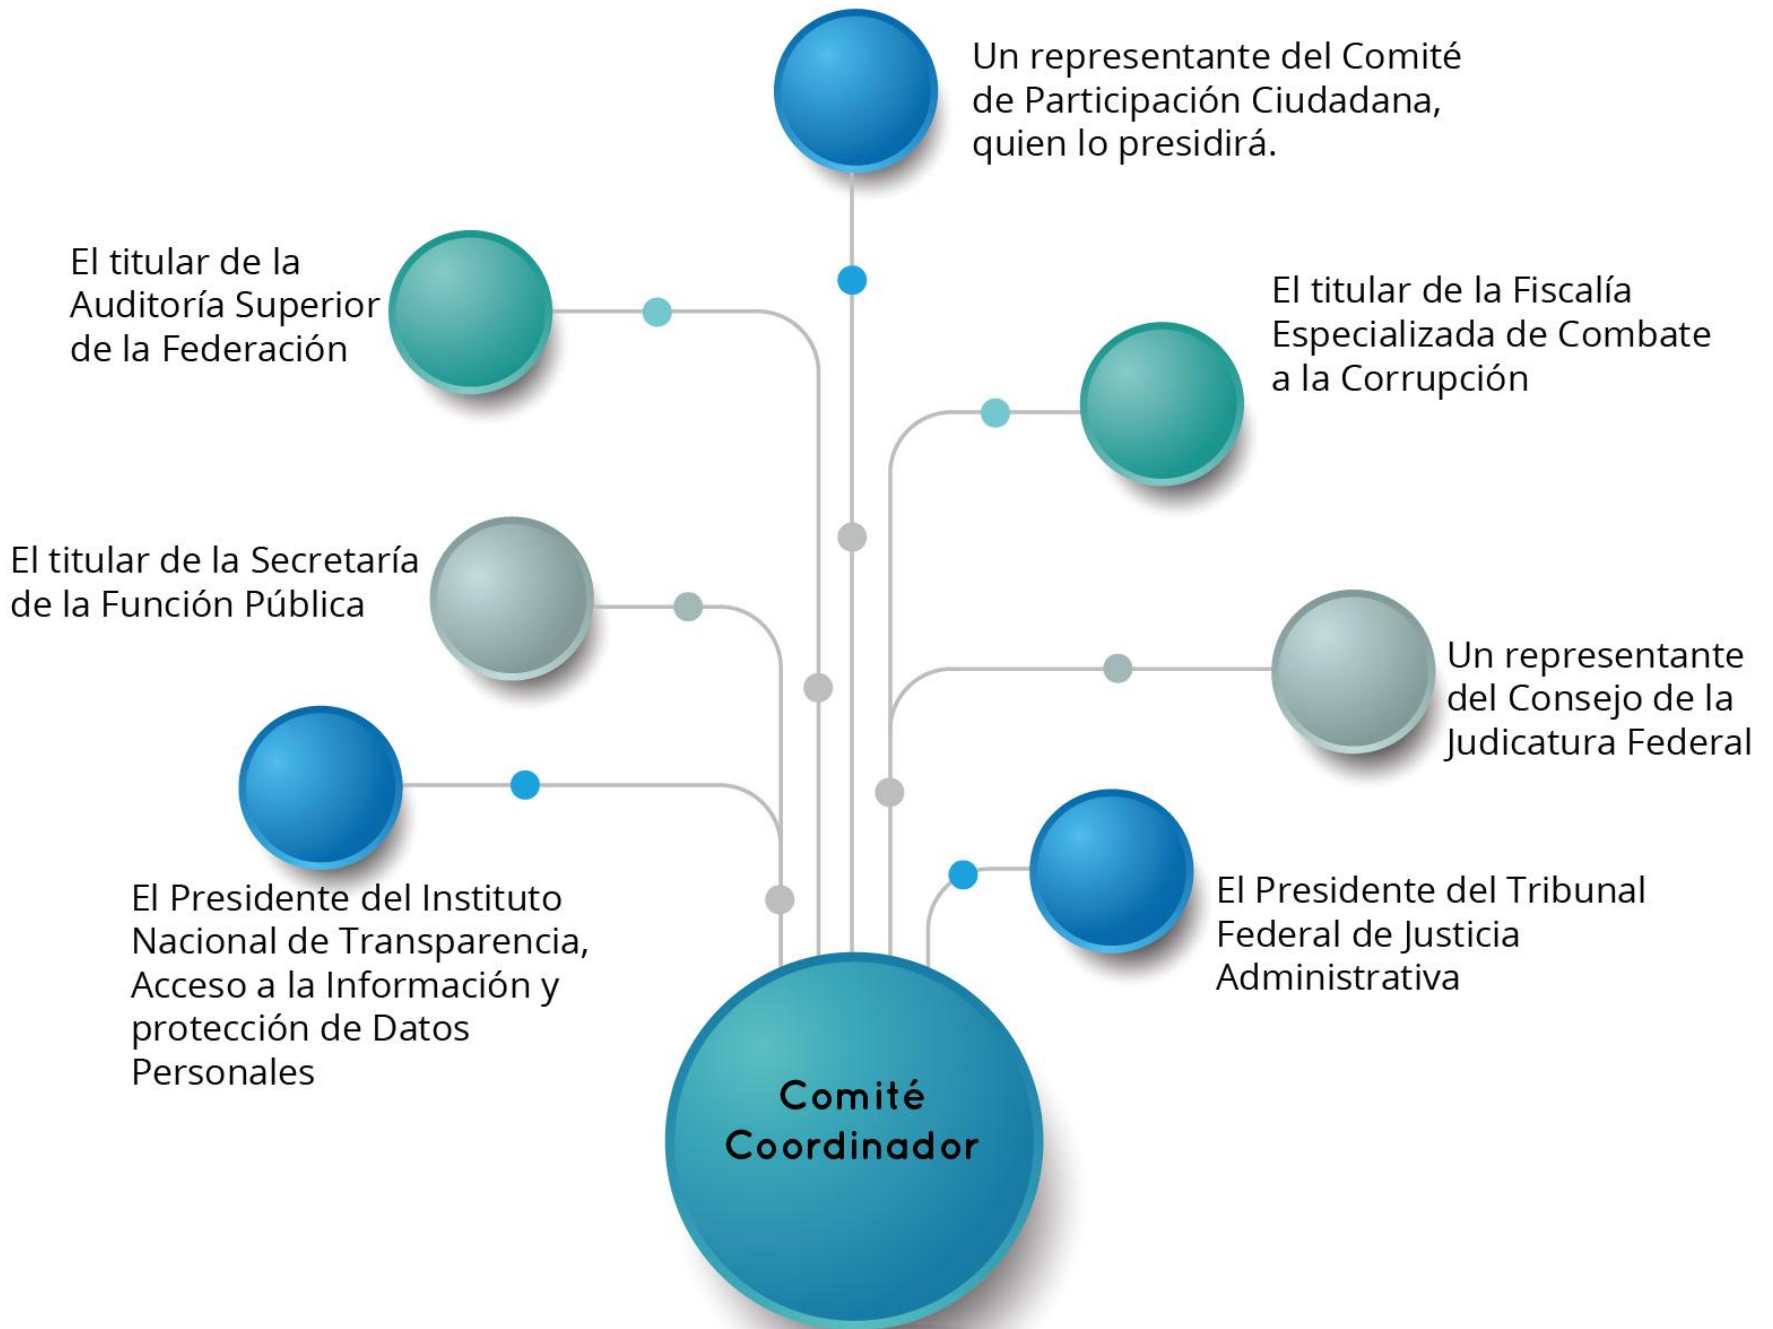 Un representante del Comité
de Participación Ciudadana,
quien lo presidirá.
El titular de la
Auditoría Superior
de la Federación
El titular de la Fiscalía
Especializada de Combate
a la Corrupción
El titular de la Secretaría
de la Función Pública
Un representante
del Consejo de la
Judicatura Federal
El Presidente del Instituto
Nacional de Transparencia,
Acceso a la Información y
protección de Datos
Personales
El Presidente del Tribunal
Federal de Justicia
Administrativa
Comité
Coordinador